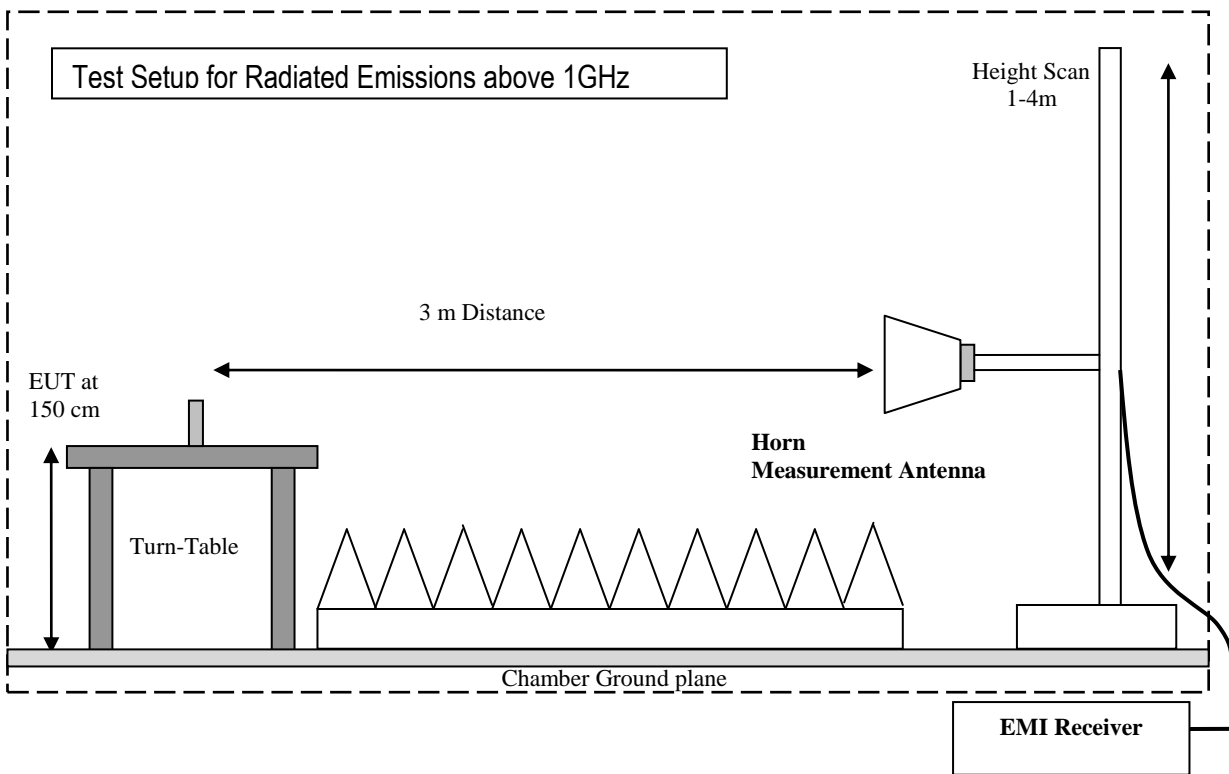 Test Setup for Radiated Emissions above 1GHz
Height Scan
1-4m
3 m Distance
EUT at
150 cm
Horn
Measurement Antenna
Turn-Table
Chamber Ground plane
EMI Receiver